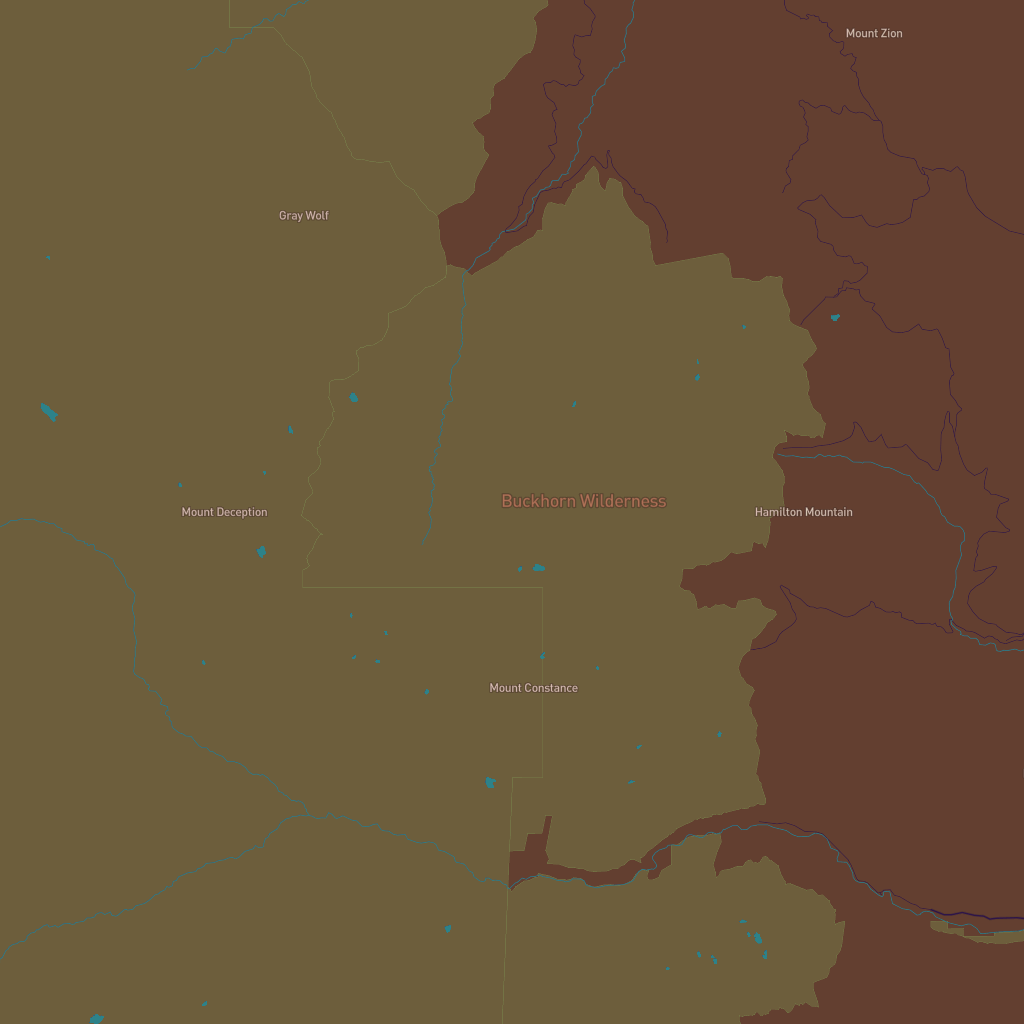 Mount Zion
Gray Wolf
Buckhorn Wilderness
Mount Deception
Hamilton Mountain
Mount Constance